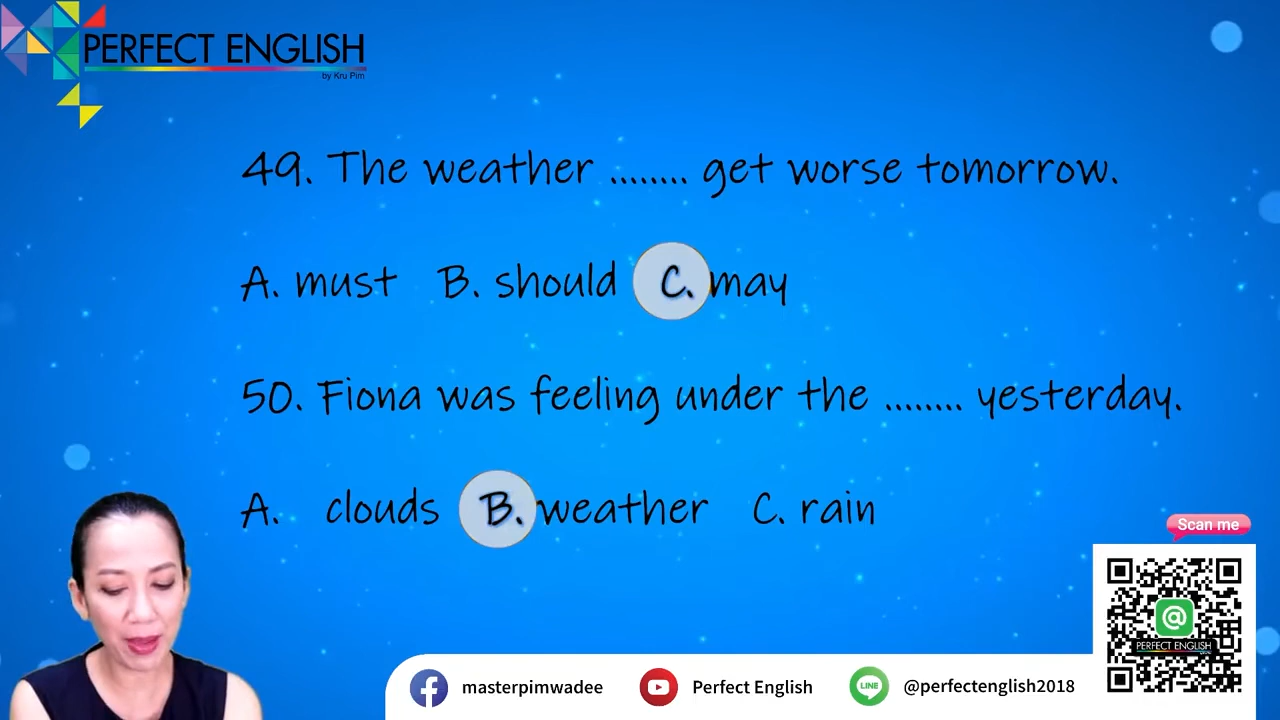 PERFECT ENGLISH
by Kru Pim
49. The weather ........ get worse tomorrow.
A. must B. should C. may
50. Fiona was feeling under the ........ yesterday.
A. clouds B. weather C. rain
Scan me
@
PERFECT ENGLISH
masterpimwadee Perfect English LINE @perfectenglish2018